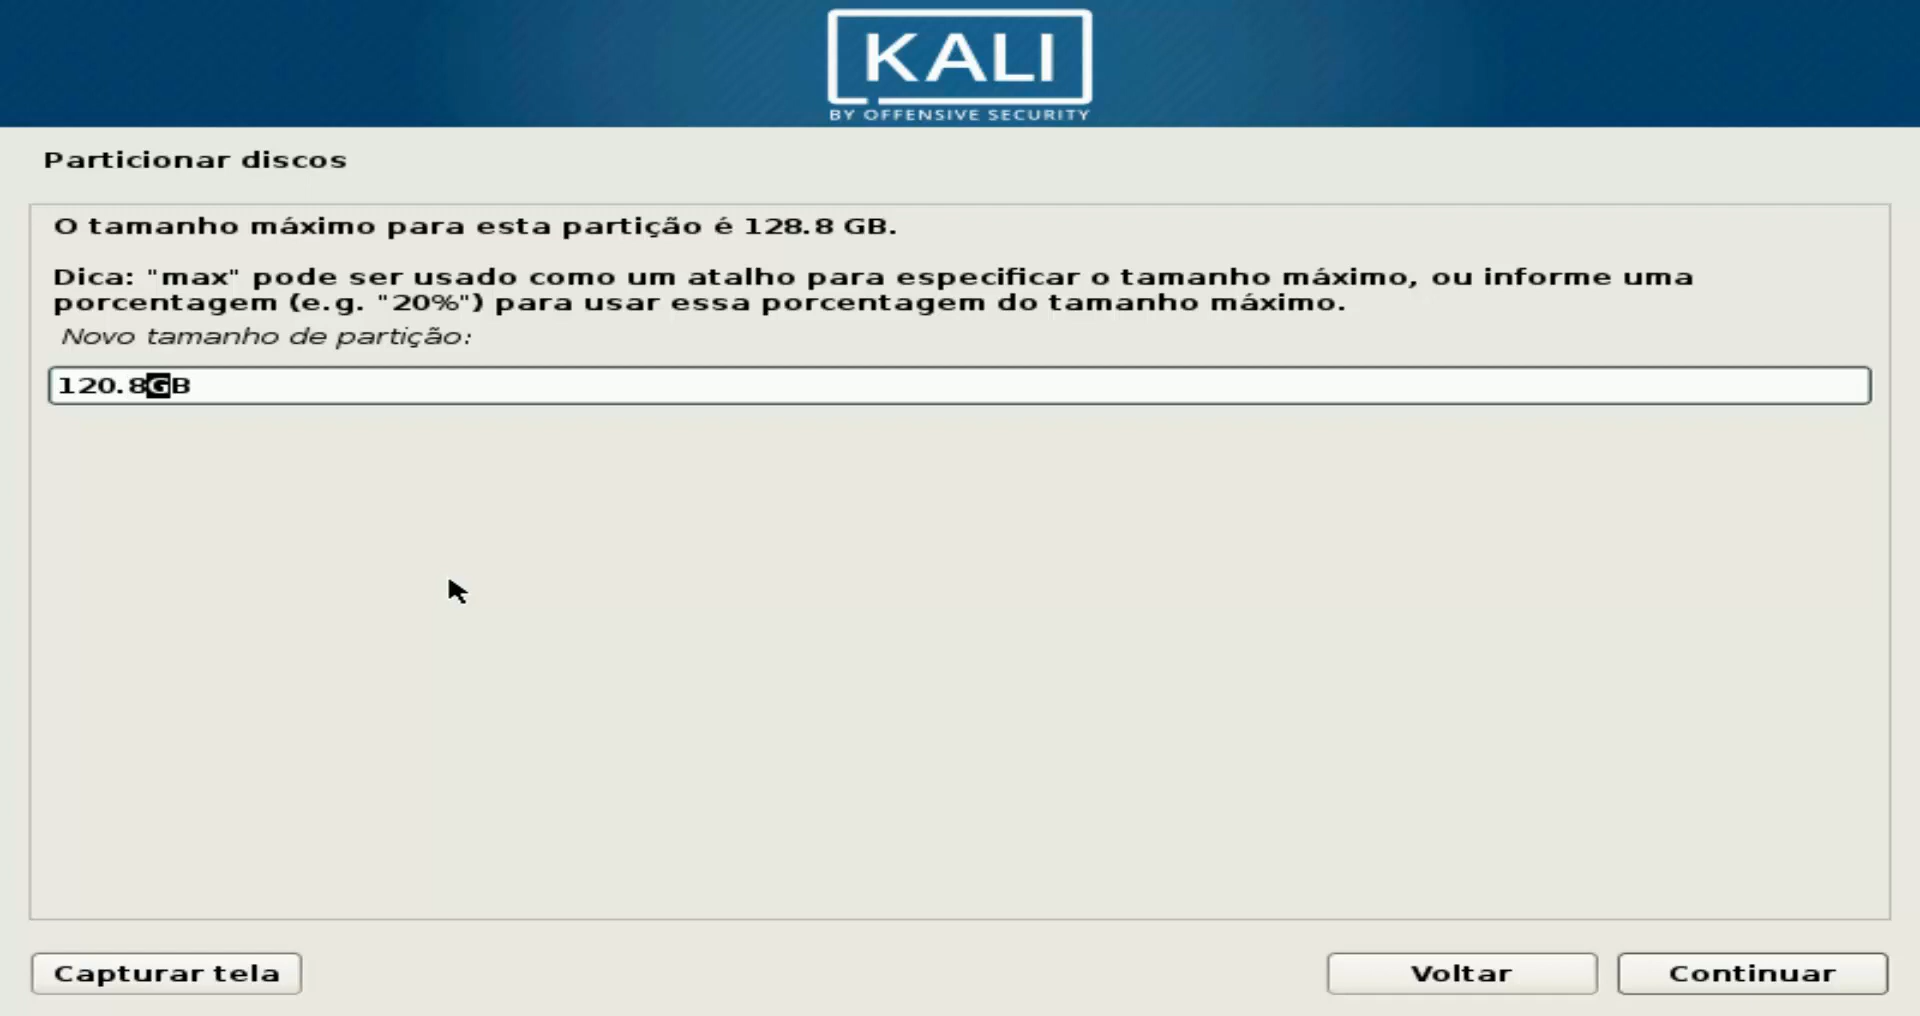 KALI
BY OFFENSIVE SECURITY
Particionar discos
O tamanho máximo para esta partição é 128.8 GB.
Dica: "max" pode ser usado como um atalho para especificar o tamanho máximo, ou informe uma
porcentagem (e.g. "20%") para usar essa porcentagem do tamanho máximo.
Novo tamanho de partição:
120.8GB
Capturar tela
Voltar
Continuar